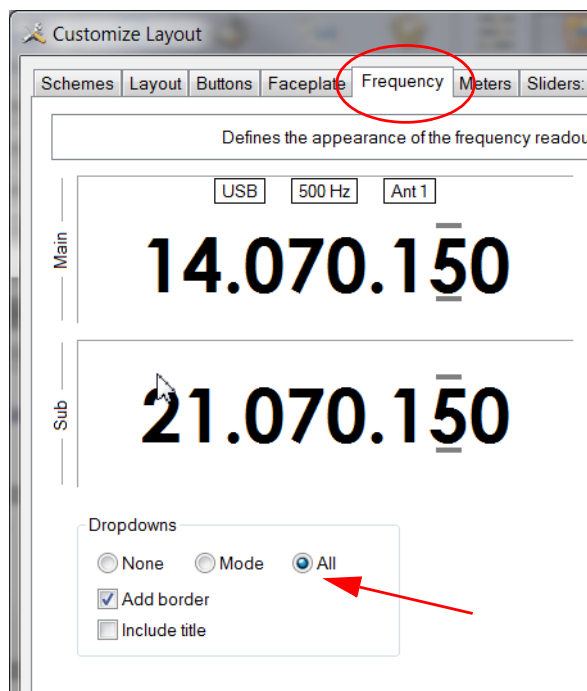 Customize Layout
Schemes Layout Buttons Faceplate Frequency Meters Sliders:
Defines the appearance of the frequency readou
USB 500 Hz Ant 1
Main
14.070.150
Sub
21.070.150
Dropdowns
None Mode All
Add border
Include title